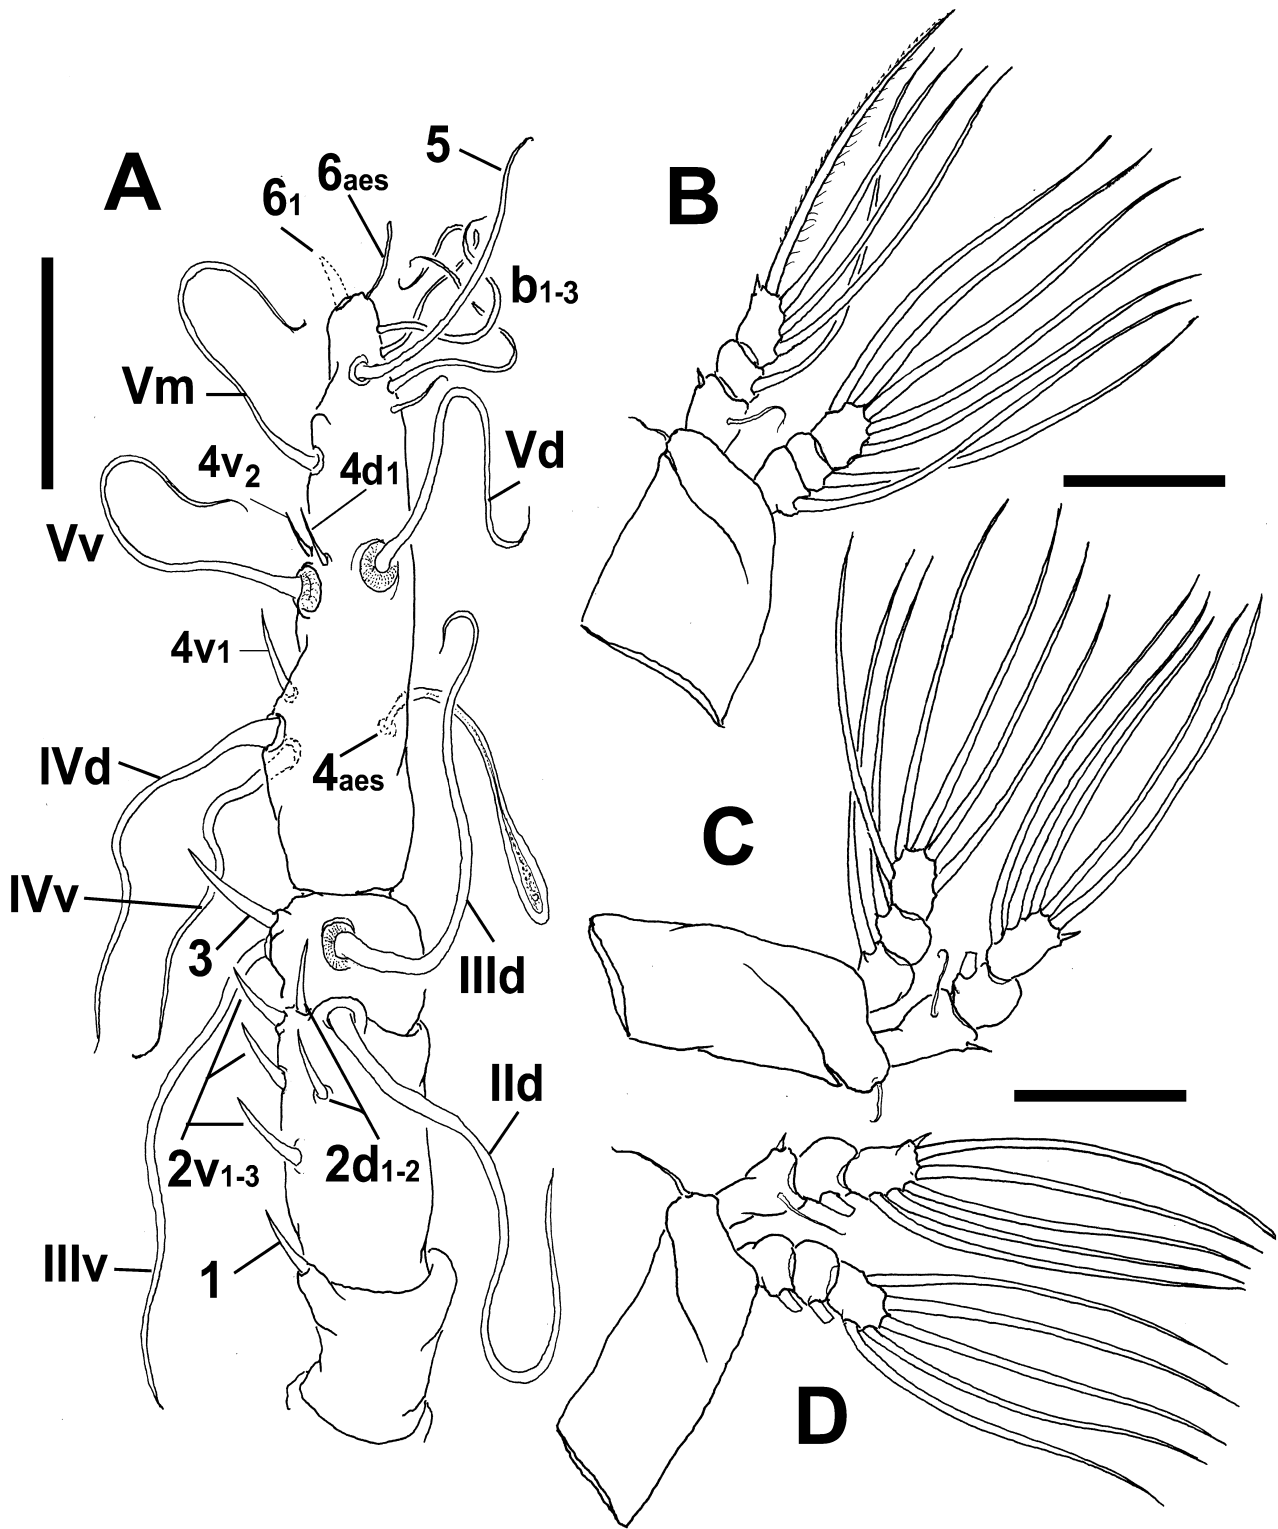 A
5
6aes
61
b1-3
B
Vm
4v2
4d1
Vd
Vv
4v1
IVd
4aes
IVv
3
IIId
C
IId
2v1-3
2d1-2
IIIv
1
D